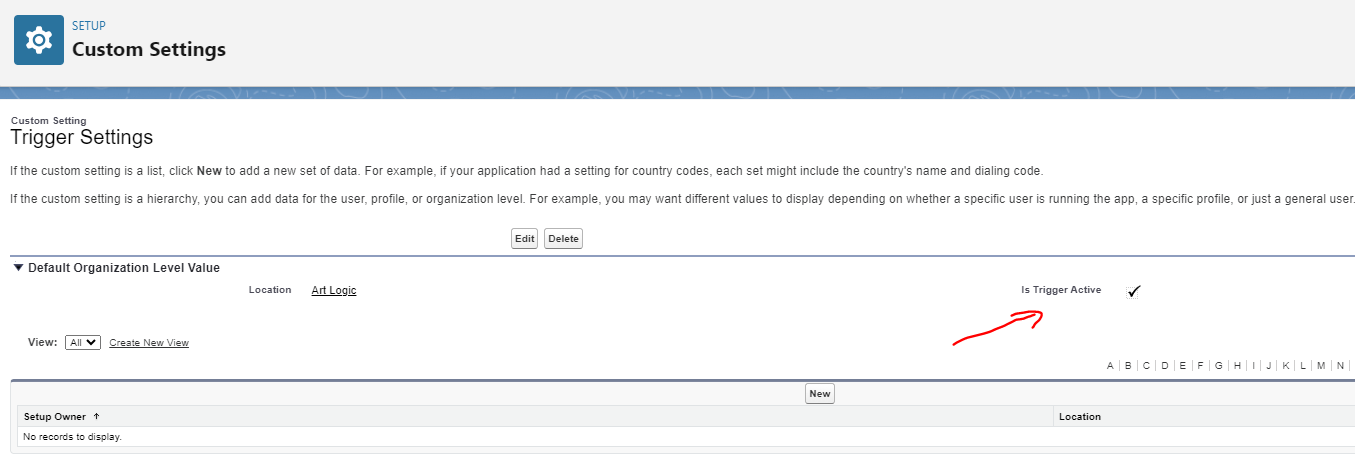 SETUP
Custom Settings
Custom Setting
Trigger Settings
If the custom setting is a list, click New to add a new set of data. For example, if your application had a setting for country codes, each set might include the country's name and dialing code.
If the custom setting is a hierarchy, you can add data for the user, profile, or organization level. For example, you may want different values to display depending on whether a specific user is running the app, a specific profile, or just a general user.
Edit Delete
Default Organization Level Value
Location Art Logic Is Trigger Active
View: All Create New View
A B C D E F G H I J K L M N
New
Setup Owner Location
No records to display.